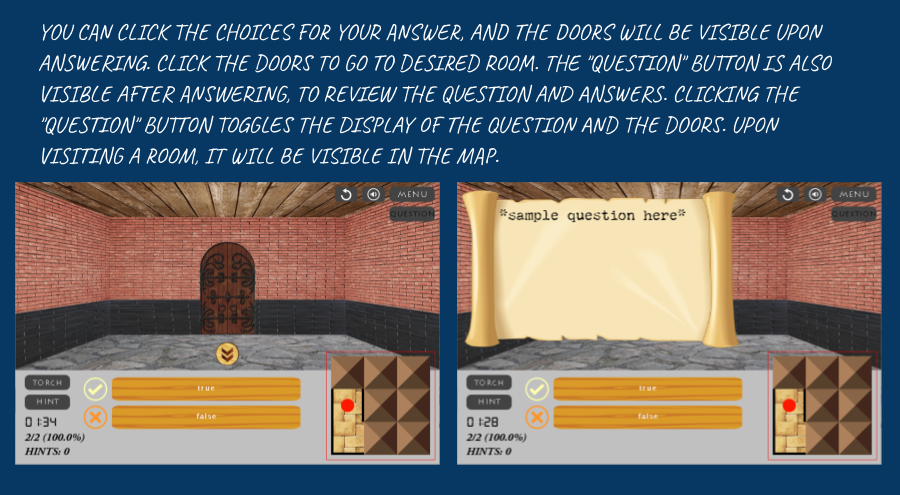 YOU CAN CLICK THE CHOICES FOR YOUR ANSWER, AND THE DOORS WILL BE VISIBLE UPON
ANSWERING. CLICK THE DOORS TO GO TO DESIRED ROOM. THE "QUESTION" BUTTON IS ALSO
VISIBLE AFTER ANSWERING, TO REVIEW THE QUESTION AND ANSWERS. CLICKING THE
"QUESTION" BUTTON TOGGLES THE DISPLAY OF THE QUESTION AND THE DOORS. UPON
VISITING A ROOM, IT WILL BE VISIBLE IN THE MAP.
MENU
QUESTION
TORCH
HINT
true
false
01:34
2/2 (100.0%)
HINTS: 0
MENU
QUESTION
*sample question here*
TORCH
HINT
true
false
01:28
2/2 (100.0%)
HINTS: 0